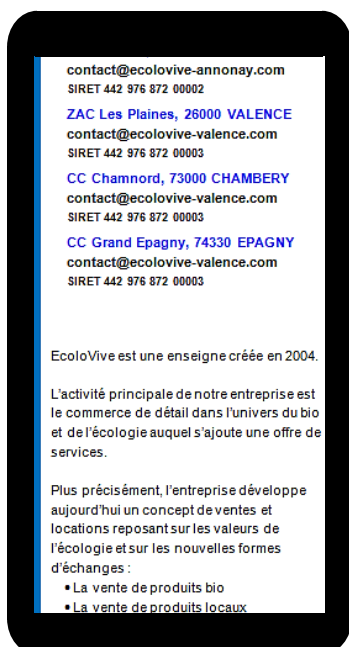 contact@ecolovive-annonay.com
SIRET 442 976 872 00002
ZAC Les Plaines, 26000 VALENCE
contact@ecolovive-valence.com
SIRET 442 976 872 00003
CC Chamnord, 73000 CHAMBERY
contact@ecolovive-valence.com
SIRET 442 976 872 00003
CC Grand Epagny, 74330 EPAGNY
contact@ecolovive-valence.com
SIRET 442 976 872 00003
EcoloVive est une enseigne créée en 2004.
L’activité principale de notre entreprise est
le commerce de détail dans l’univers du bio
et de l’écologie auquel s’ajoute une offre de
services.
Plus précisément, l’entreprise développe
aujourd’hui un concept de ventes et
locations reposant sur les valeurs de
l’écologie et sur les nouvelles formes
d’échanges :
• La vente de produits bio
• La vente de produits locaux